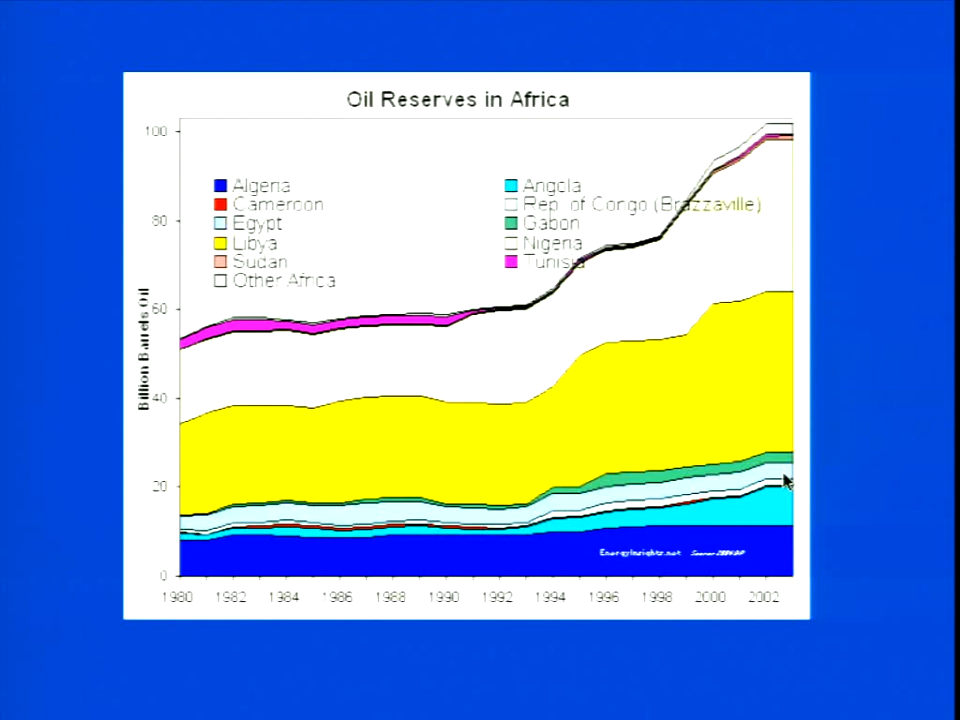 Oil Reserves in Africa
100
80
60
40
20
0
Billion Barrels Oil
Algeria
Cameroon
Egypt
Libya
Sudan
Other Africa
Angola
Rep. of Congo (Brazzaville)
Gabon
Nigeria
Tunisia
EnergyInsights.net
1980 1982 1984 1986 1988 1990 1992 1994 1996 1998 2000 2002